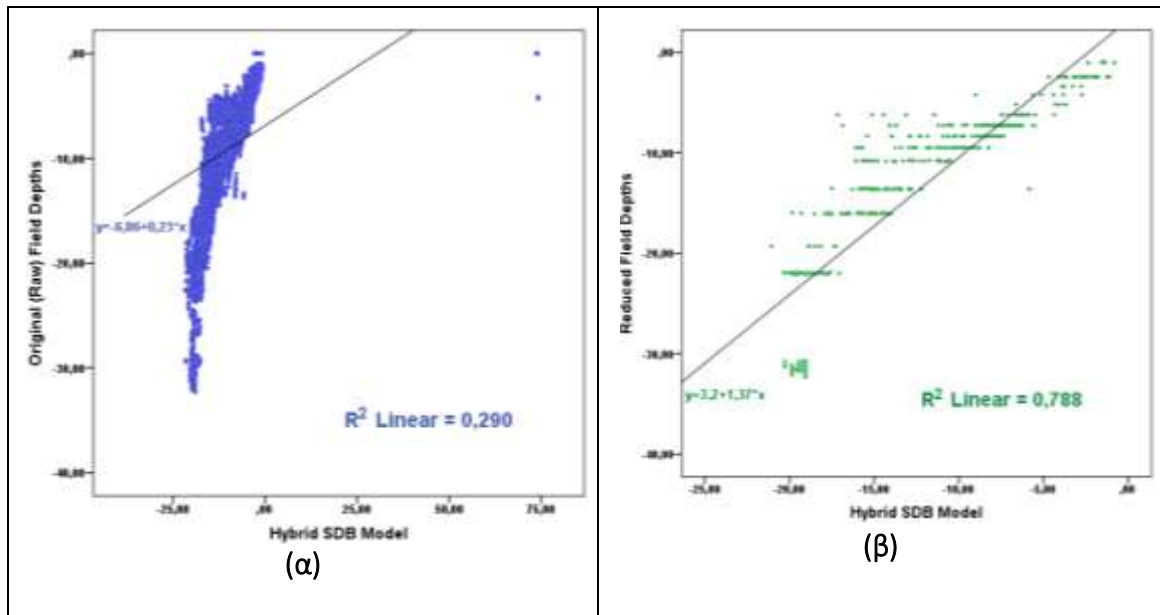 Original (Raw) Field Depths
,00
-10,00
-20,00
-30,00
-40,00
y=-6,86+0,23*x
R² Linear = 0,290
-25,00 ,00 25,00 50,00 75,00
Hybrid SDB Model
(α)
Reduced Field Depths
,00
-10,00
-20,00
-30,00
-40,00
y=3,2+1,37*x
R² Linear = 0,788
-25,00 -20,00 -15,00 -10,00 -5,00 ,00
Hybrid SDB Model
(β)